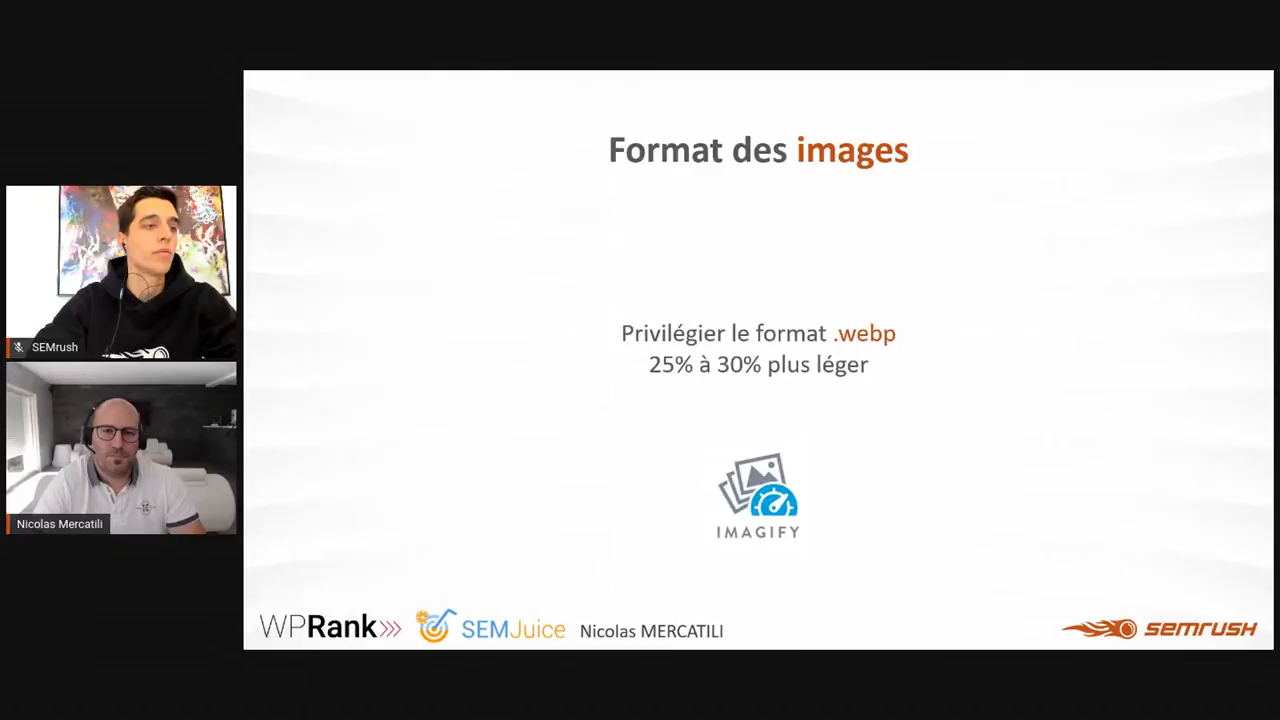 Format des images
Privilégier le format .webp
25% à 30% plus léger
IMAGIFY
SEMrush
Nicolas Mercatili
WPRank
SEMJuice
Nicolas MERCATILI
semrush